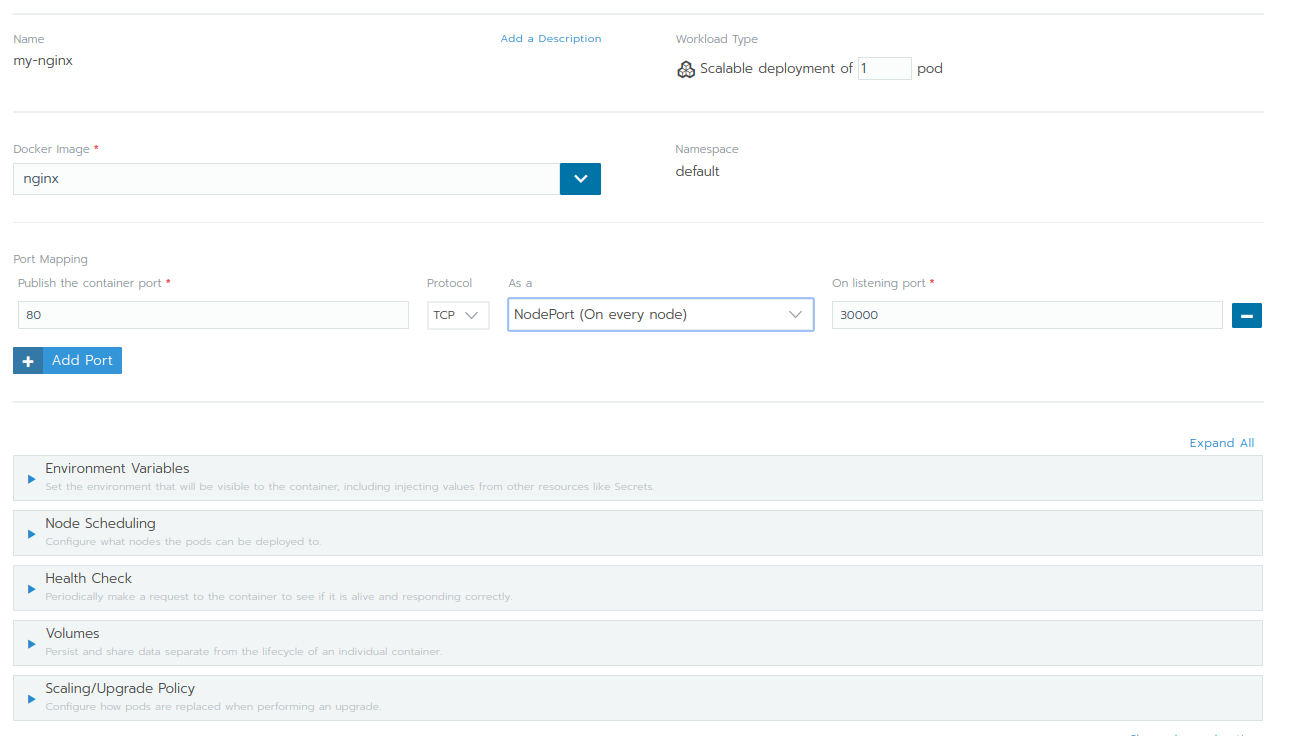 Name
Add a Description
Workload Type
my-nginx
Scalable deployment of 1 pod
Docker Image *
Namespace
nginx
default
Port Mapping
Publish the container port *
Protocol
As a
On listening port *
80
TCP
NodePort (On every node)
30000
Add Port
Expand All
Environment Variables
Set the environment that will be visible to the container, including injecting values from other resources like Secrets.
Node Scheduling
Configure what nodes the pods can be deployed to.
Health Check
Periodically make a request to the container to see if it is alive and responding correctly.
Volumes
Persist and share data separate from the lifecycle of an individual container.
Scaling/Upgrade Policy
Configure how pods are replaced when performing an upgrade.